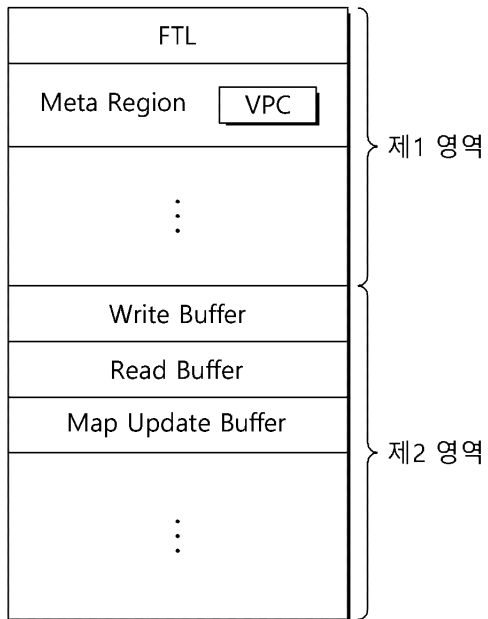 FTL
Meta Region
VPC
제1 영역
Write Buffer
Read Buffer
Map Update Buffer
제2 영역